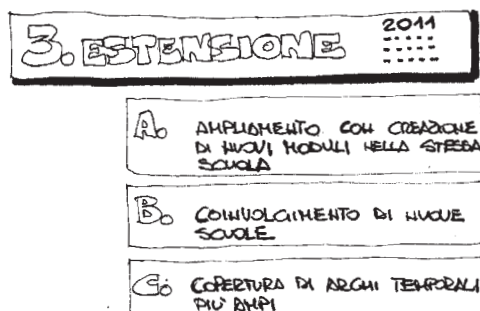 3. ESTENSIONE
2011
A. AMPLIAMENTO CON CREAZIONE
DI NUOVI MODULI NELLA STESSA
SCUOLA
B. COINVOLGIMENTO DI NUOVE
SCUOLE
C. COPERTURA DI ARCHI TEMPORALI
PIU' AMPI